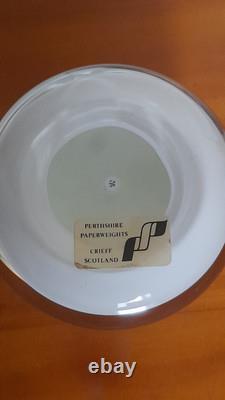 PERTHSHIRE
PAPERWEIGHTS
CRIEFF
SCOTLAND
ebay